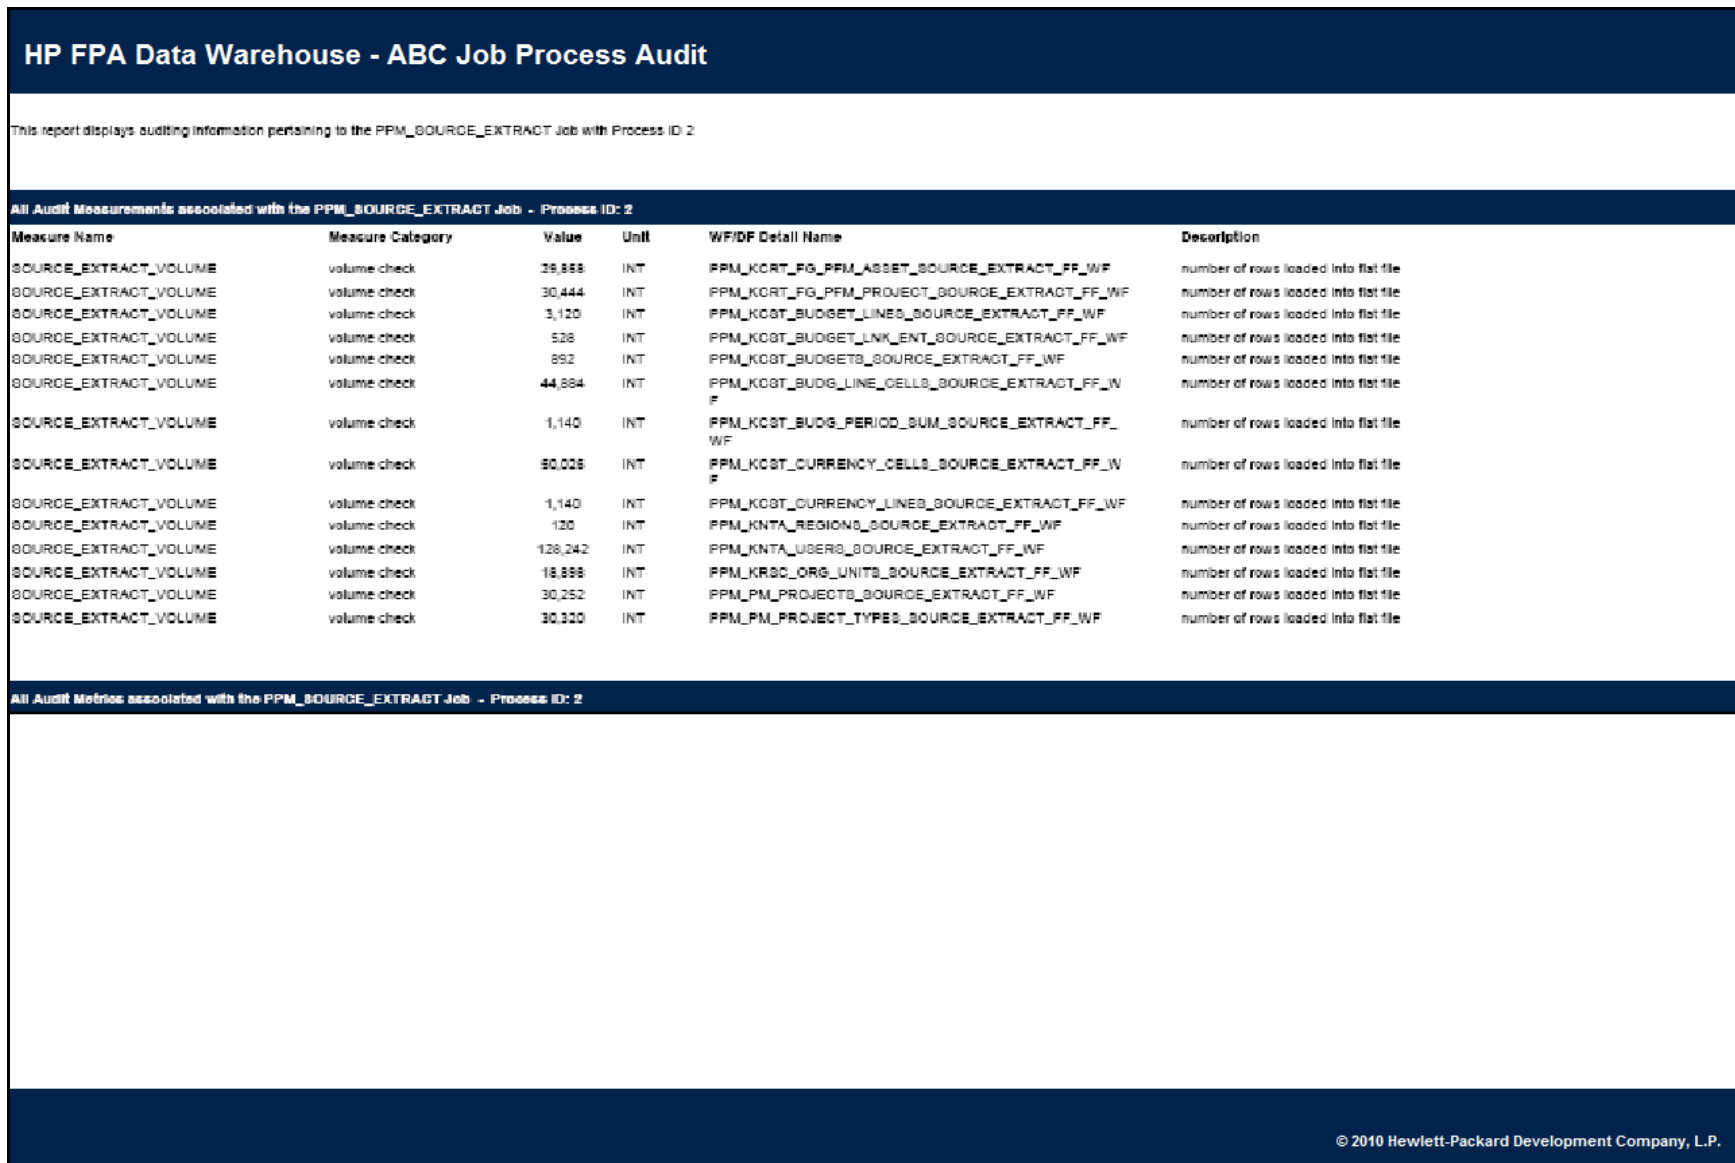 HP FPA Data Warehouse - ABC Job Process Audit
This report displays auditing information pertaining to the PPM_SOURCE_EXTRACT Job with Process ID 2
All Audit Measurements associated with the PPM_SOURCE_EXTRACT Job - Process ID: 2
Measure Name Measure Category Value Unit WF/DF Detail Name Description
SOURCE_EXTRACT_VOLUME volume check 29,858 INT PPM_KCRT_FG_PFM_ASSET_SOURCE_EXTRACT_FF_WF number of rows loaded into flat file
SOURCE_EXTRACT_VOLUME volume check 30,444 INT PPM_KCRT_FG_PFM_PROJECT_SOURCE_EXTRACT_FF_WF number of rows loaded into flat file
SOURCE_EXTRACT_VOLUME volume check 3,120 INT PPM_KCST_BUDGET_LINES_SOURCE_EXTRACT_FF_WF number of rows loaded into flat file
SOURCE_EXTRACT_VOLUME volume check 528 INT PPM_KCST_BUDGET_LNK_ENT_SOURCE_EXTRACT_FF_WF number of rows loaded into flat file
SOURCE_EXTRACT_VOLUME volume check 892 INT PPM_KCST_BUDGETS_SOURCE_EXTRACT_FF_WF number of rows loaded into flat file
SOURCE_EXTRACT_VOLUME volume check 44,884 INT PPM_KCST_BUDG_LINE_CELLS_SOURCE_EXTRACT_FF_W number of rows loaded into flat file
F
SOURCE_EXTRACT_VOLUME volume check 1,140 INT PPM_KCST_BUDG_PERIOD_SUM_SOURCE_EXTRACT_FF_ number of rows loaded into flat file
WF
SOURCE_EXTRACT_VOLUME volume check INT PPM_KCST_CURRENCY_CELLS_SOURCE_EXTRACT_FF_W number of rows loaded into flat file
F
SOURCE_EXTRACT_VOLUME volume check 1,140 INT PPM_KCST_CURRENCY_LINES_SOURCE_EXTRACT_FF_WF number of rows loaded into flat file
SOURCE_EXTRACT_VOLUME volume check 120 INT PPM_KNTA_REGIONS_SOURCE_EXTRACT_FF_WF number of rows loaded into flat file
SOURCE_EXTRACT_VOLUME volume check 128,242 INT PPM_KNTA_USERS_SOURCE_EXTRACT_FF_WF number of rows loaded into flat file
SOURCE_EXTRACT_VOLUME volume check 18,898 INT PPM_KRSC_ORG_UNITS_SOURCE_EXTRACT_FF_WF number of rows loaded into flat file
SOURCE_EXTRACT_VOLUME volume check 30,252 INT PPM_PM_PROJECTS_SOURCE_EXTRACT_FF_WF number of rows loaded into flat file
SOURCE_EXTRACT_VOLUME volume check 30,320 INT PPM_PM_PROJECT_TYPES_SOURCE_EXTRACT_FF_WF number of rows loaded into flat file
All Audit Metrics associated with the PPM_SOURCE_EXTRACT Job - Process ID: 2
© 2010 Hewlett-Packard Development Company, L.P.